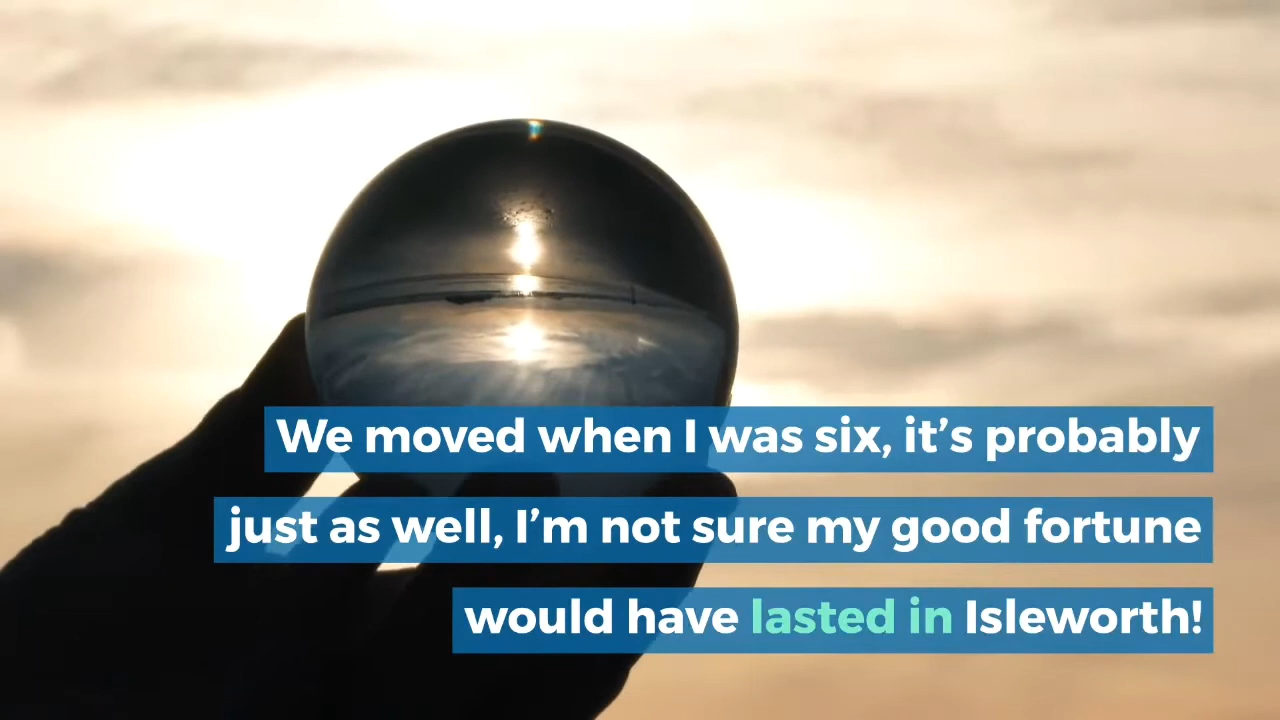 We moved when I was six, it’s probably
just as well, I’m not sure my good fortune
would have lasted in Isleworth!